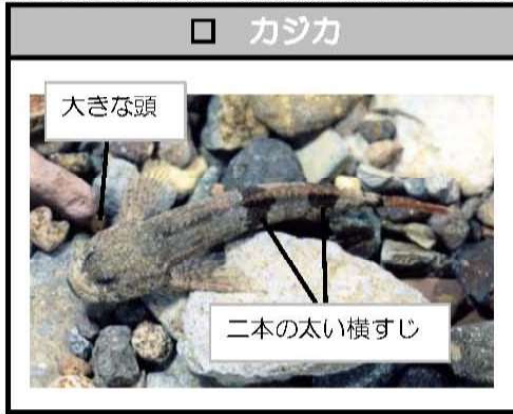 □ カジカ
大きな頭
二本の太い横すじ